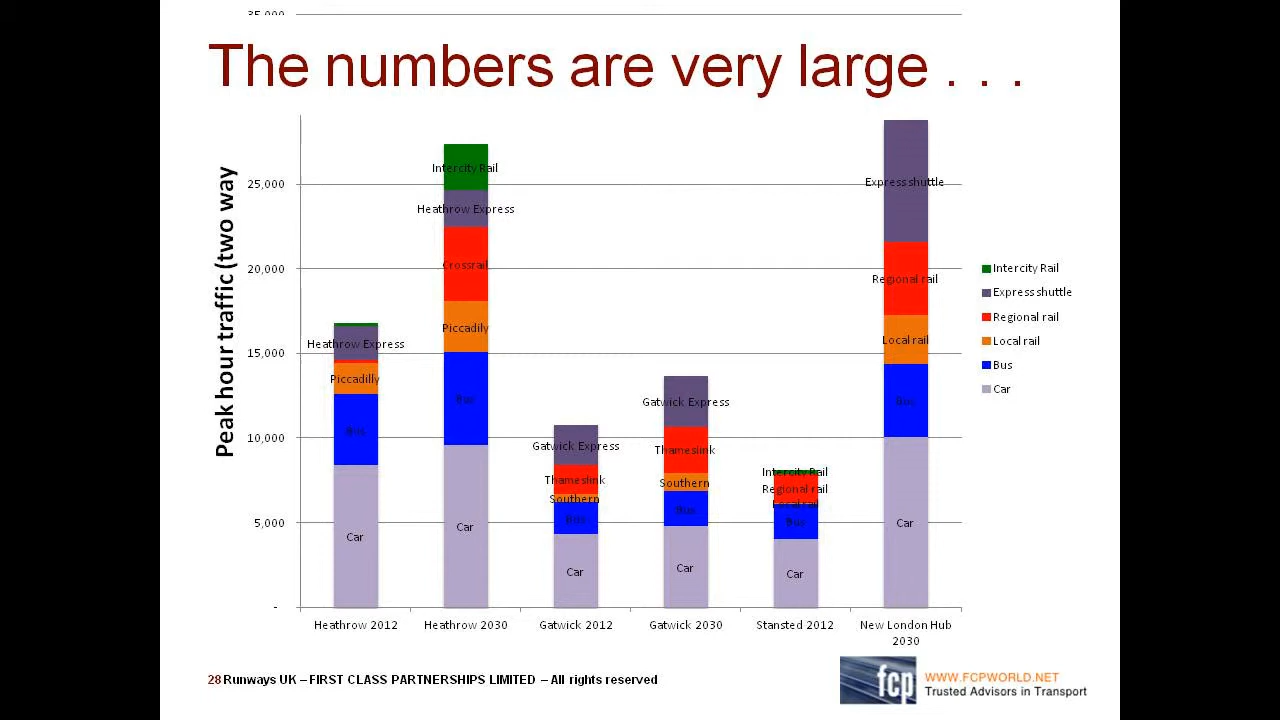 35,000
The numbers are very large . . .
Peak hour traffic (two way
25,000
20,000
15,000
10,000
5,000
-
Heathrow Express
Piccadilly
Bus
Car
Intercity Rail
Heathrow Express
Crossrail
Piccadily
Bus
Car
Gatwick Express
Thameslink
Southern
Bus
Car
Gatwick Express
Thameslink
Southern
Bus
Car
Intercity Rail
Regional rail
Local rail
Bus
Car
Express shuttle
Regional rail
Local rail
Bus
Car
Heathrow 2012
Heathrow 2030
Gatwick 2012
Gatwick 2030
Stansted 2012
New London Hub
2030
Intercity Rail
Express shuttle
Regional rail
Local rail
Bus
Car
28 Runways UK – FIRST CLASS PARTNERSHIPS LIMITED – All rights reserved
fcp
WWW.FCPWORLD.NET
Trusted Advisors in Transport